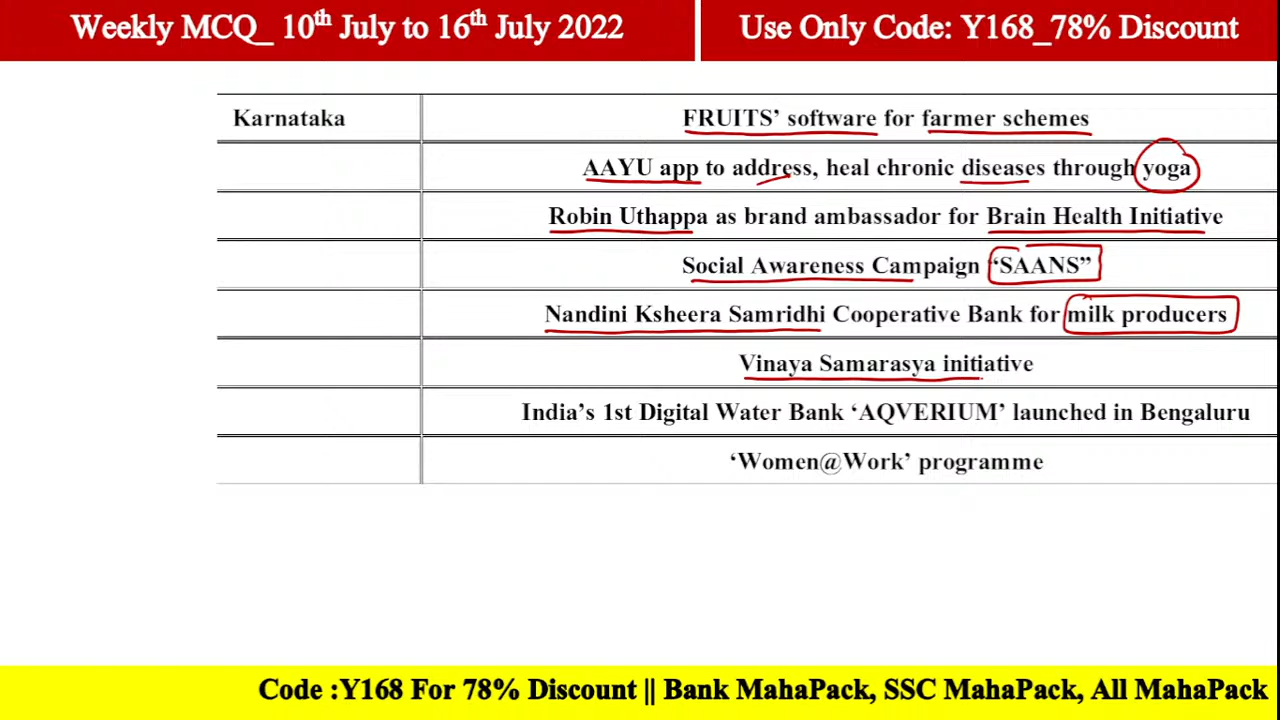 Weekly MCQ_ 10th July to 16th July 2022
Use Only Code: Y168_78% Discount
Karnataka
FRUITS’ software for farmer schemes
AAYU app to address, heal chronic diseases through yoga
Robin Uthappa as brand ambassador for Brain Health Initiative
Social Awareness Campaign “SAANS”
Nandini Ksheera Samridhi Cooperative Bank for milk producers
Vinaya Samarasya initiative
India’s 1st Digital Water Bank ‘AQVERIUM’ launched in Bengaluru
‘Women@Work’ programme
Code :Y168 For 78% Discount || Bank MahaPack, SSC MahaPack, All MahaPack